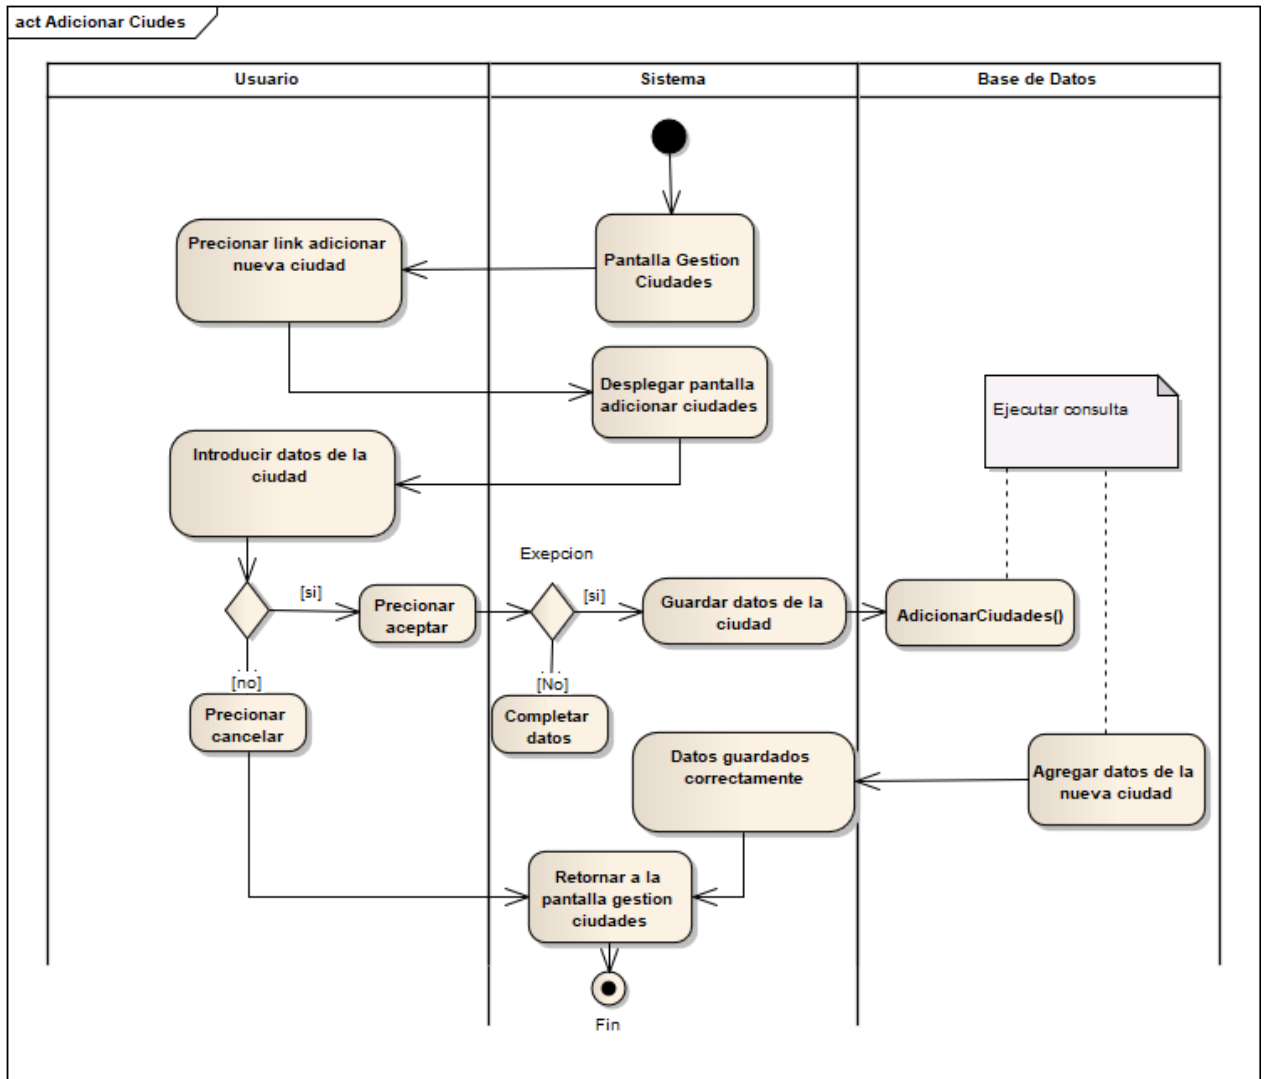 act Adicionar Ciudes
Usuario
Sistema
Base de Datos
Precionar link adicionar
nueva ciudad
Pantalla Gestion
Ciudades
Desplegar pantalla
adicionar ciudades
Ejecutar consulta
Introducir datos de la
ciudad
Exepcion
[si]
Precionar
aceptar
[si]
Guardar datos de la
ciudad
AdicionarCiudades()
[no]
Precionar
cancelar
[No]
Completar
datos
Datos guardados
correctamente
Agregar datos de la
nueva ciudad
Retornar a la
pantalla gestion
ciudades
Fin